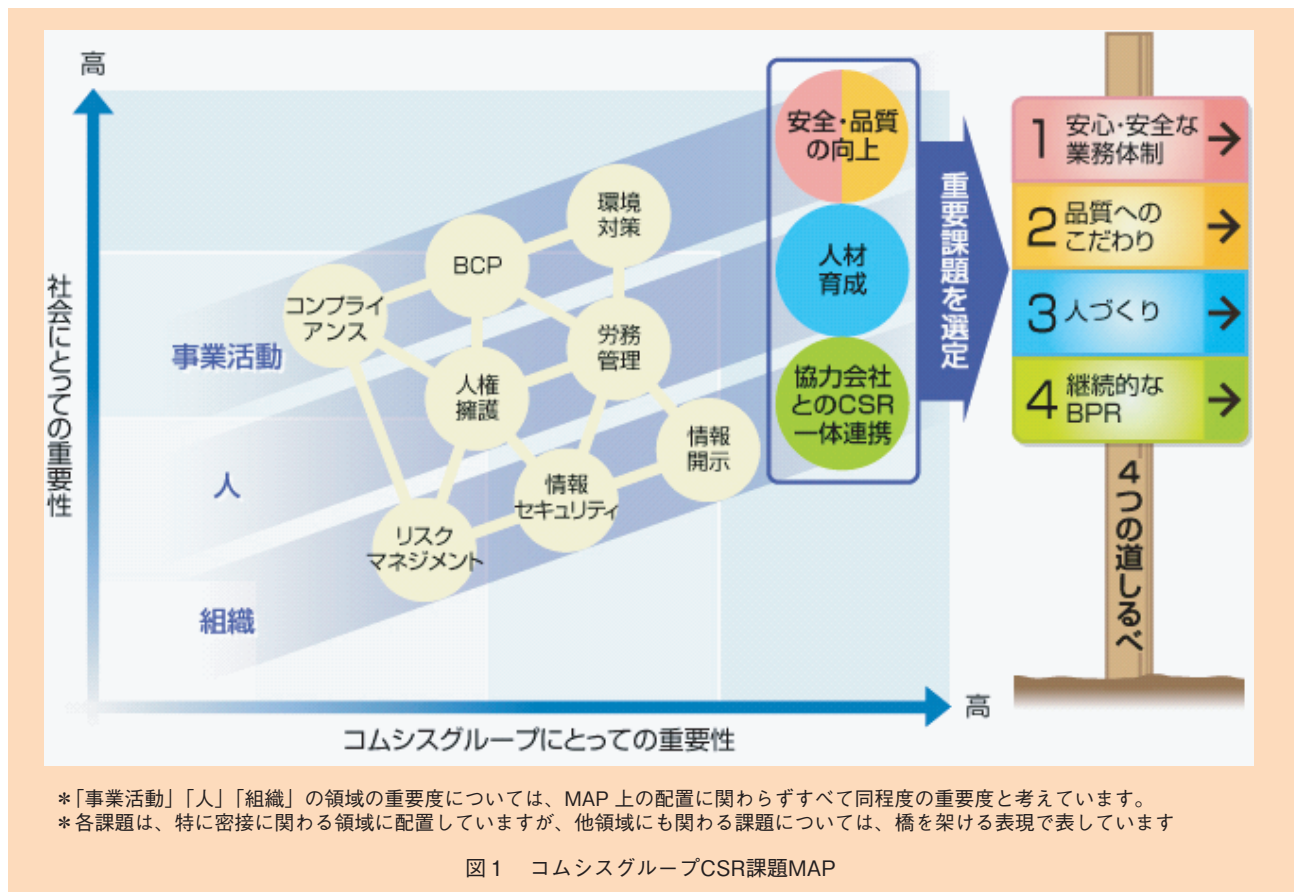 高
社会にとっての重要性
事業活動
人
組織
コンプライ
アンス
BCP
環境
対策
人権
擁護
労務
管理
リスク
マネジメント
情報
セキュリティ
情報
開示
安全・品質
の向上
人材
育成
協力会社
とのCSR
一体連携
重要課題を選定
1 安心・安全な
業務体制
2 品質への
こだわり
3 人づくり
4 継続的な
BPR
4つの道しるべ
高
コムシスグループにとっての重要性
＊「事業活動」「人」「組織」の領域の重要度については、MAP 上の配置に関わらずすべて同程度の重要度と考えています。
＊各課題は、特に密接に関わる領域に配置していますが、他領域にも関わる課題については、橋を架ける表現で表しています
図1 コムシスグループCSR課題MAP